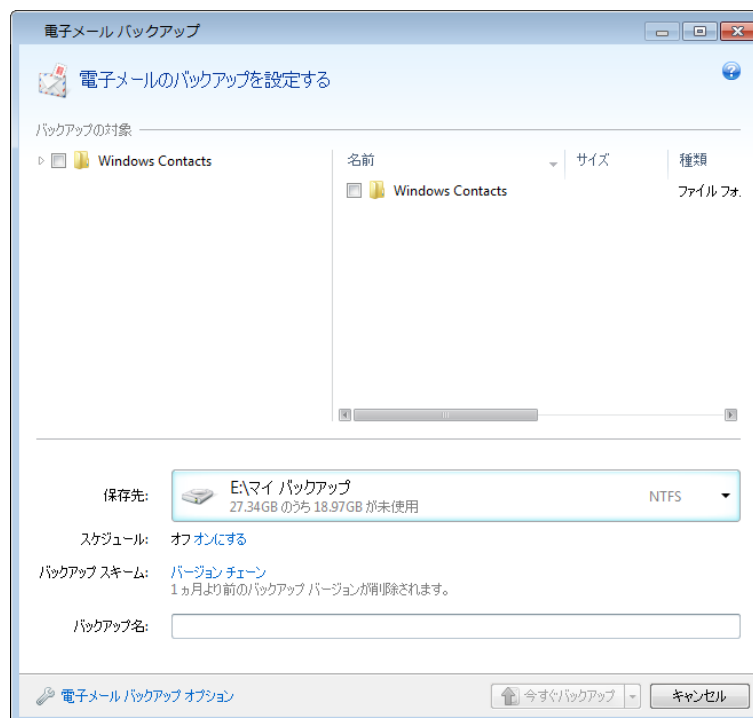 電子メール バックアップ
電子メールのバックアップを設定する
バックアップの対象
Windows Contacts
名前 サイズ 種類
Windows Contacts ファイル フォ.
保存先: E:\マイ バックアップ NTFS
27.34GB のうち 18.97GB が未使用
スケジュール: オフ オンにする
バックアップ スキーム: バージョン チェーン
1ヵ月より前のバックアップ バージョンが削除されます。
バックアップ名:
電子メール バックアップ オプション 今すぐバックアップ キャンセル